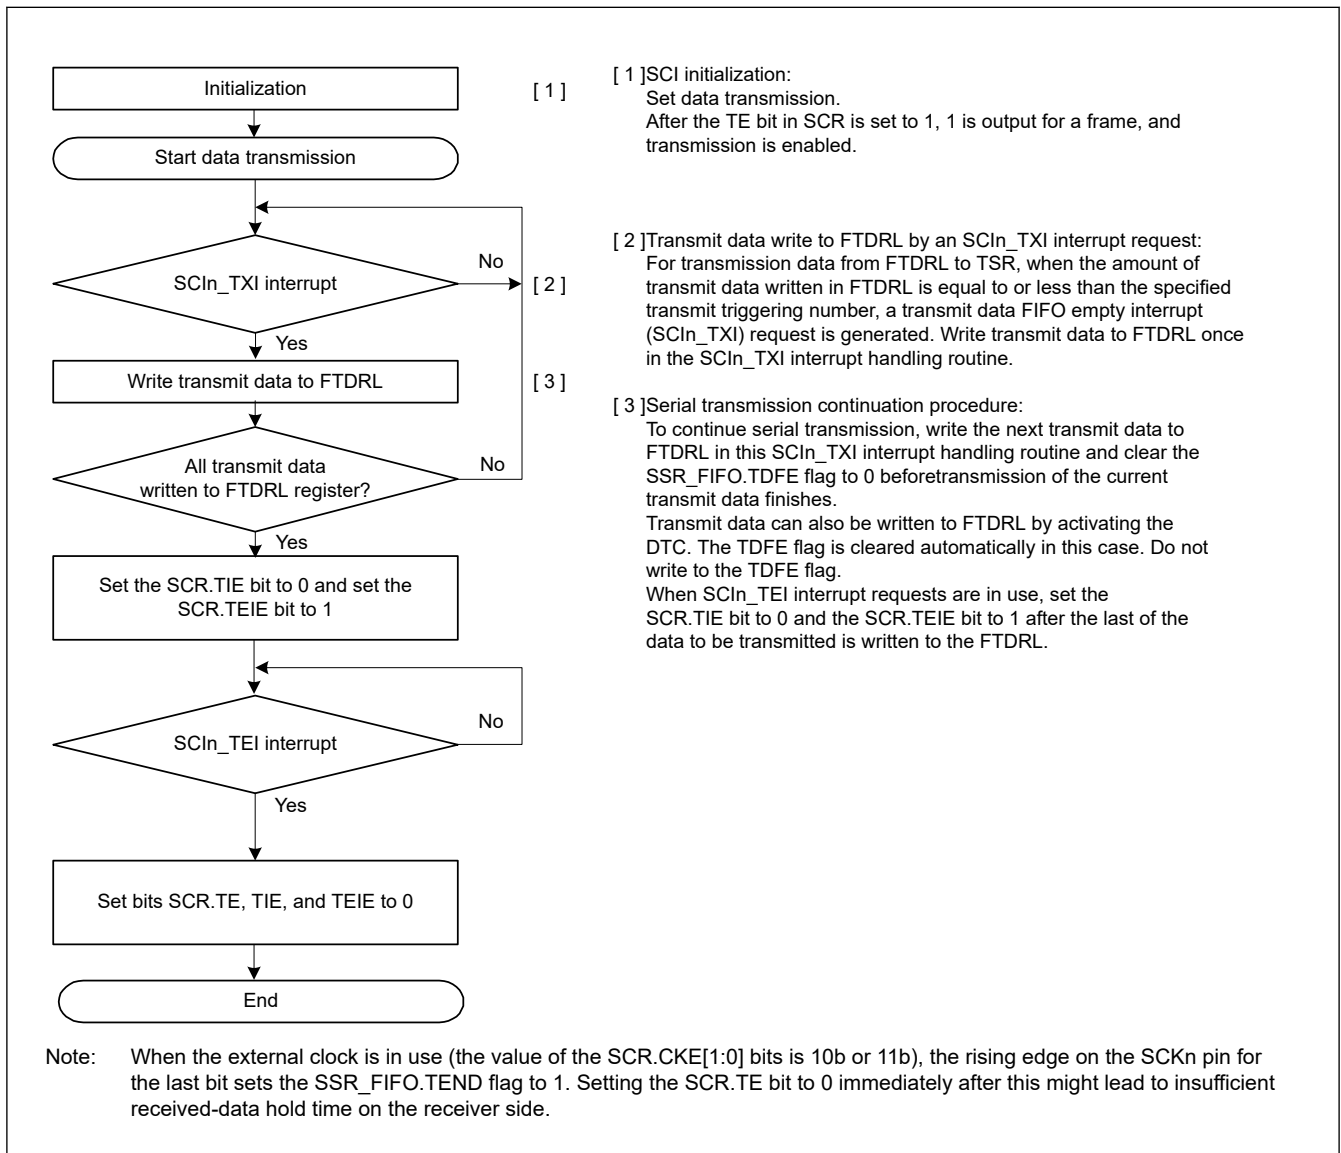 Initialization
[ 1 ]
[ 1 ]SCI initialization:
Set data transmission.
After the TE bit in SCR is set to 1, 1 is output for a frame, and
transmission is enabled.
Start data transmission
SCIn_TXI interrupt
No
[ 2 ]
Yes
[ 2 ]Transmit data write to FTDRL by an SCIn_TXI interrupt request:
For transmission data from FTDRL to TSR, when the amount of
transmit data written in FTDRL is equal to or less than the specified
transmit triggering number, a transmit data FIFO empty interrupt
(SCIn_TXI) request is generated. Write transmit data to FTDRL once
in the SCIn_TXI interrupt handling routine.
Write transmit data to FTDRL
[ 3 ]
All transmit data
written to FTDRL register?
No
Yes
[ 3 ]Serial transmission continuation procedure:
To continue serial transmission, write the next transmit data to
FTDRL in this SCIn_TXI interrupt handling routine and clear the
SSR_FIFO.TDFE flag to 0 beforetransmission of the current
transmit data finishes.
Transmit data can also be written to FTDRL by activating the
DTC. The TDFE flag is cleared automatically in this case. Do not
write to the TDFE flag.
When SCIn_TEI interrupt requests are in use, set the
SCR.TIE bit to 0 and the SCR.TEIE bit to 1 after the last of the
data to be transmitted is written to the FTDRL.
Set the SCR.TIE bit to 0 and set the
SCR.TEIE bit to 1
SCIn_TEI interrupt
No
Yes
Set bits SCR.TE, TIE, and TEIE to 0
End
Note: When the external clock is in use (the value of the SCR.CKE[1:0] bits is 10b or 11b), the rising edge on the SCKn pin for
the last bit sets the SSR_FIFO.TEND flag to 1. Setting the SCR.TE bit to 0 immediately after this might lead to insufficient
received-data hold time on the receiver side.